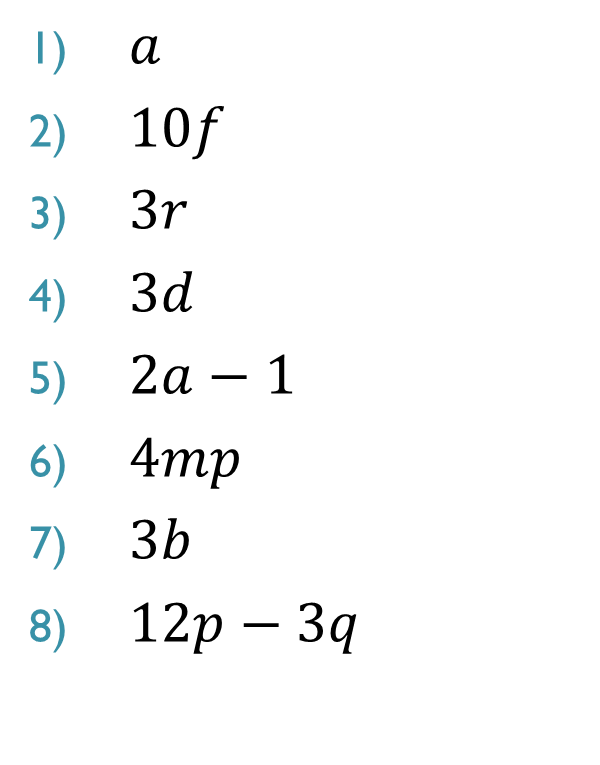 1) a
2) 10f
3) 3r
4) 3d
5) 2a − 1
6) 4mp
7) 3b
8) 12p − 3q